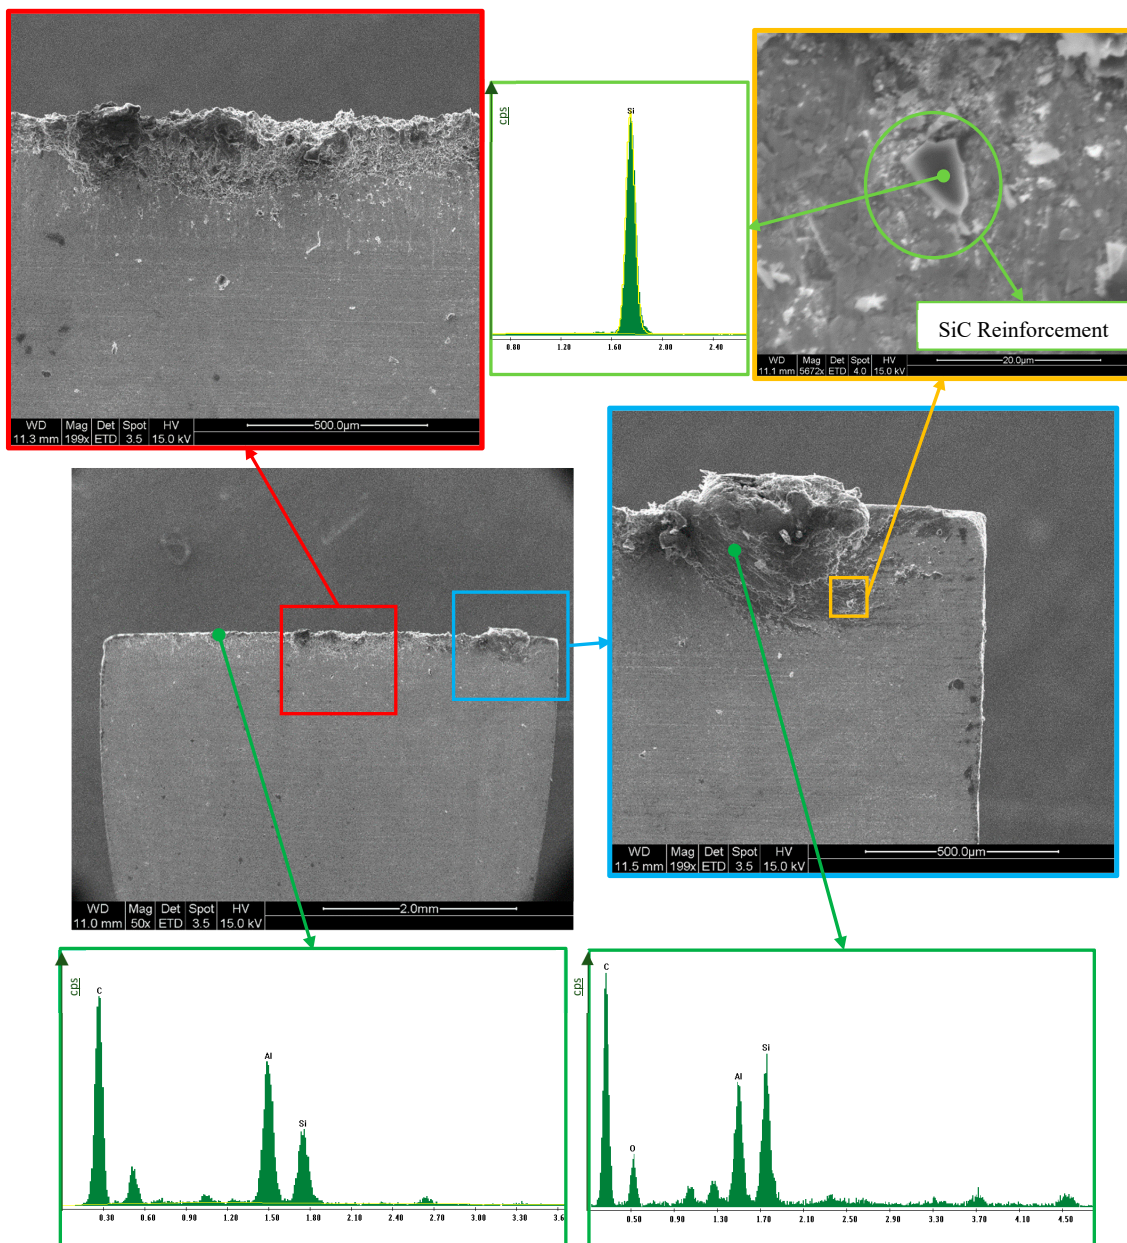 cps
Si
0.80 1.20 1.60 2.00 2.40
SiC Reinforcement
WD Mag Det Spot HV
11.1 mm 5672x ETD 4.0 15.0 kV 20.0µm
WD Mag Det Spot HV
11.3 mm 199x ETD 3.5 15.0 kV 500.0µm
WD Mag Det Spot HV
11.5 mm 199x ETD 3.5 15.0 kV 500.0µm
WD Mag Det Spot HV
11.0 mm 50x ETD 3.5 15.0 kV 2.0mm
cps
C
Al
Si
0.30 0.60 0.90 1.20 1.50 1.80 2.10 2.40 2.70 3.00 3.30 3.6
cps
C
O
Al
Si
0.50 0.90 1.30 1.70 2.10 2.50 2.90 3.30 3.70 4.10 4.50